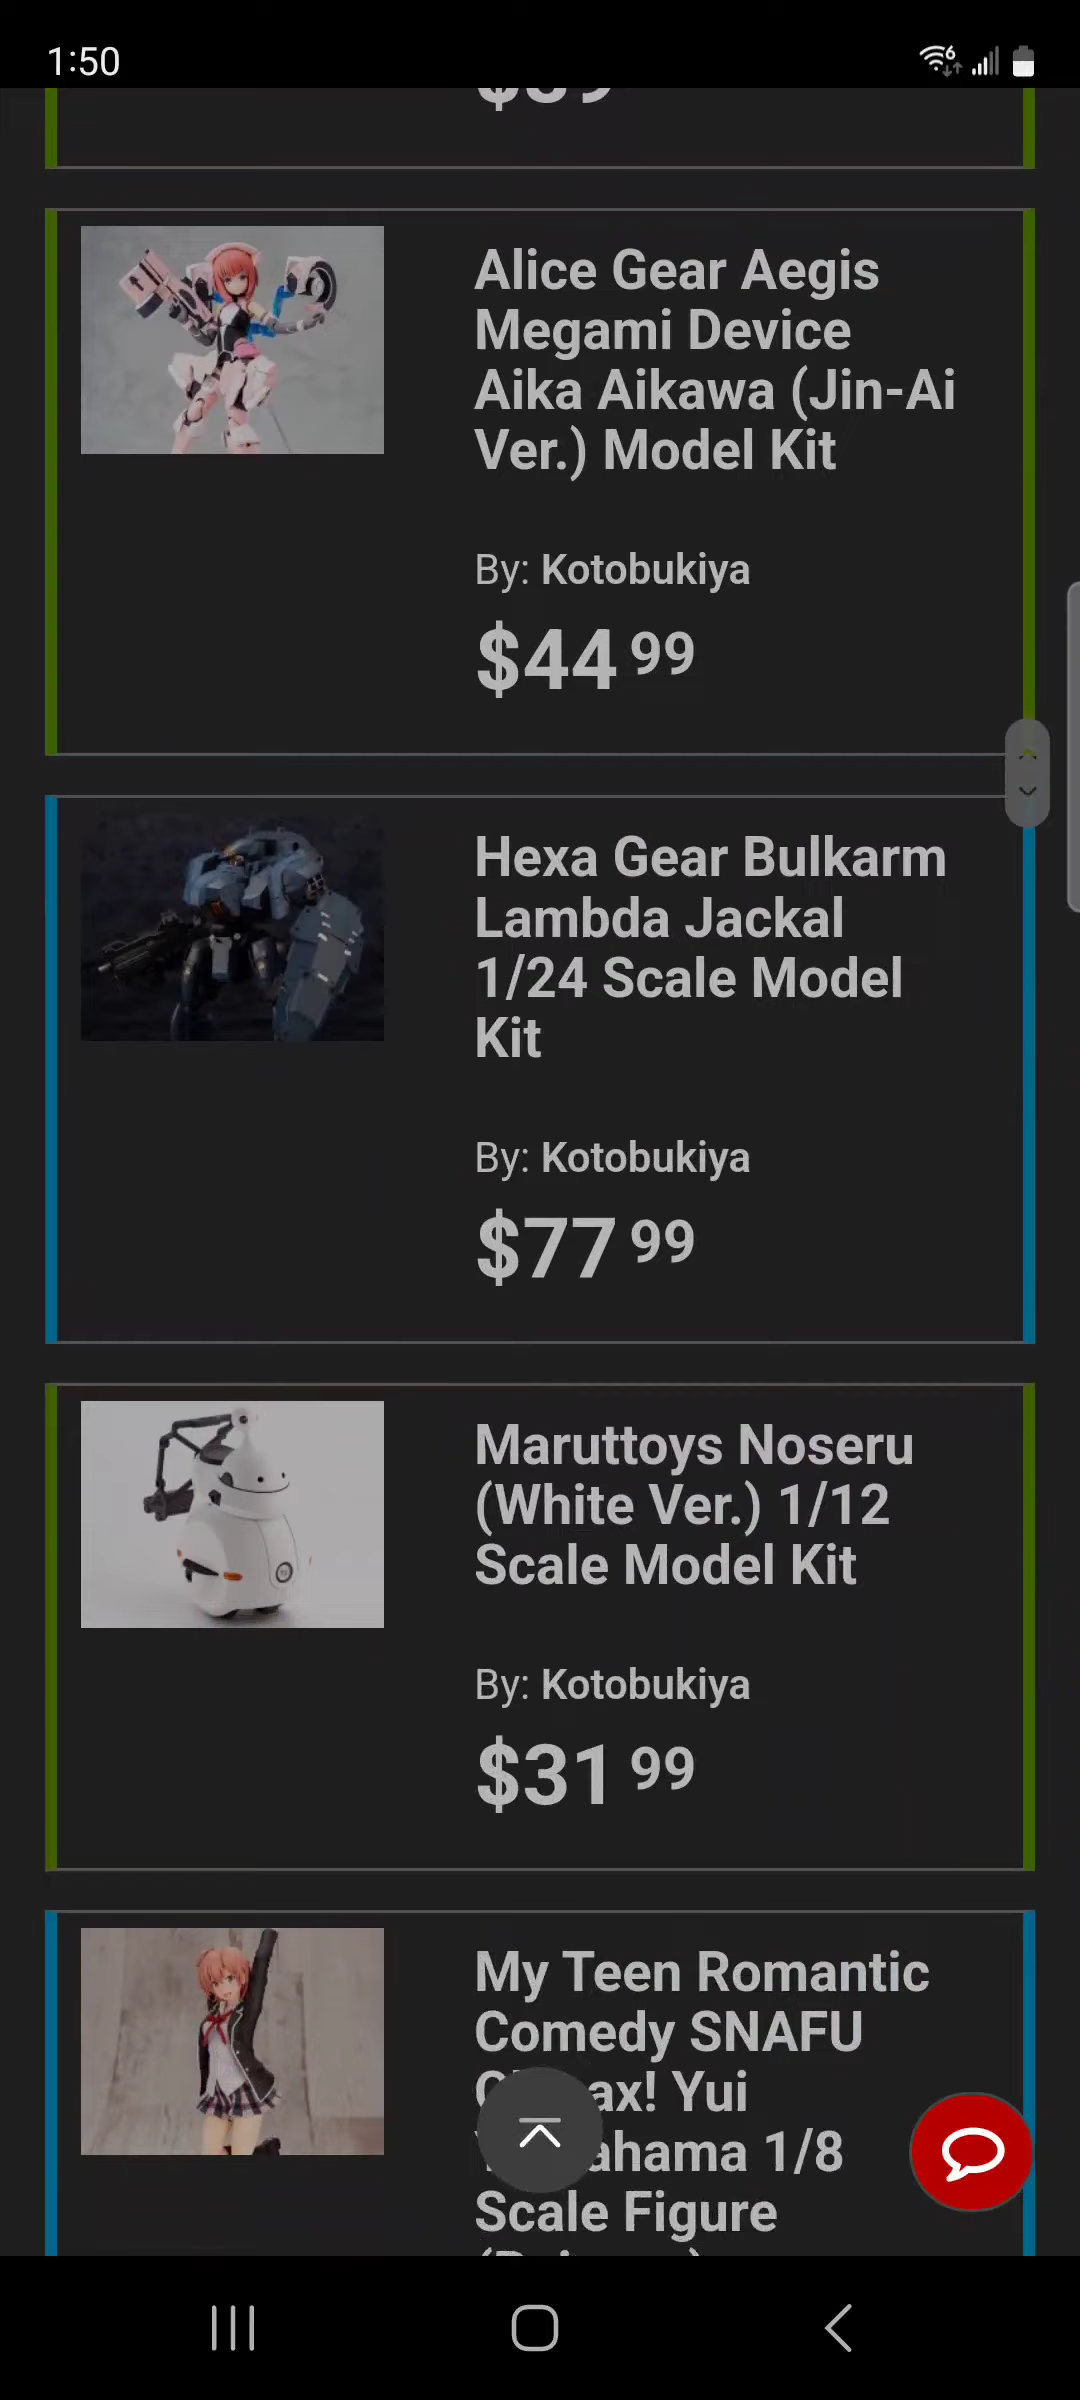 1:50
Alice Gear Aegis
Megami Device
Aika Aikawa (Jin-Ai
Ver.) Model Kit
By: Kotobukiya
$44 99
Hexa Gear Bulkarm
Lambda Jackal
1/24 Scale Model
Kit
By: Kotobukiya
$77 99
Maruttoys Noseru
(White Ver.) 1/12
Scale Model Kit
By: Kotobukiya
$31 99
My Teen Romantic
Comedy SNAFU
Yui
1/8
Scale Figure